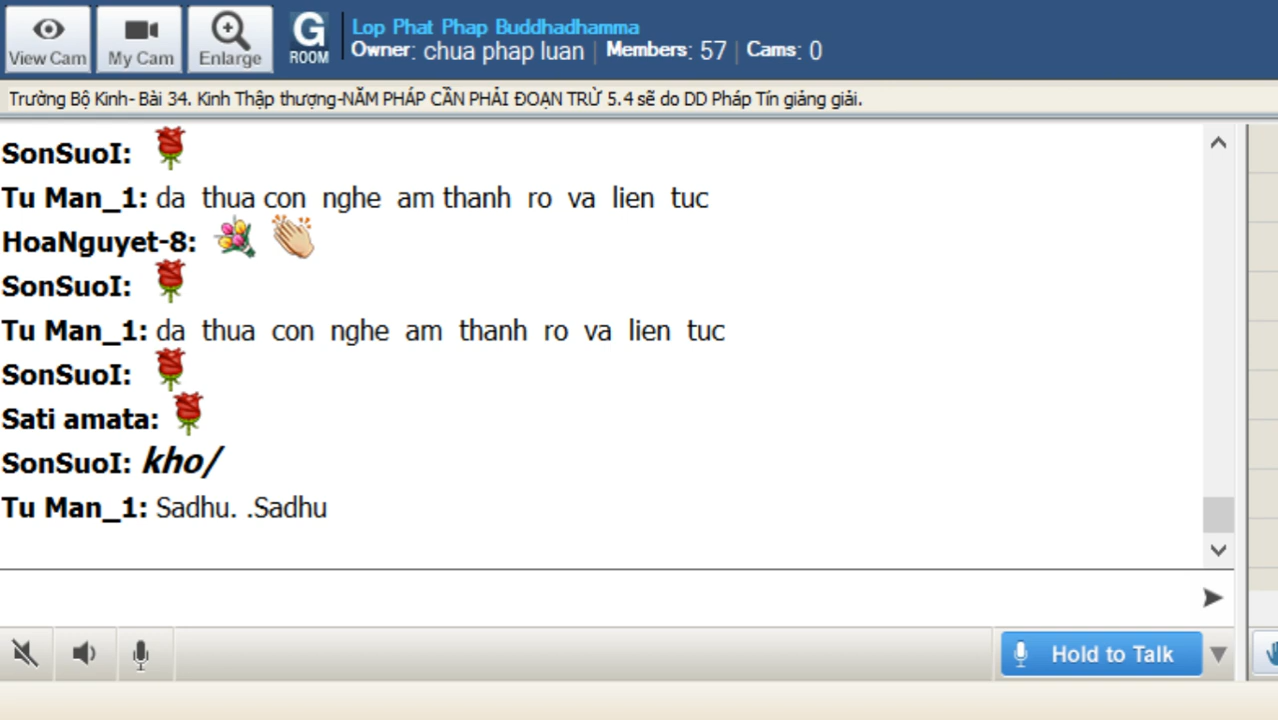 View Cam
My Cam
Enlarge
G ROOM
Lop Phat Phap Buddhadhamma
Owner: chua phap luan | Members: 57 | Cams: 0
Trường Bộ Kinh- Bài 34. Kinh Thập thượng-NĂM PHÁP CẦN PHẢI ĐOẠN TRỪ 5.4 sẽ do DD Pháp Tín giảng giải.
SonSuoI:
Tu Man_1: da thua con nghe am thanh ro va lien tuc
HoaNguyet-8:
SonSuoI:
Tu Man_1: da thua con nghe am thanh ro va lien tuc
SonSuoI:
Sati amata:
SonSuoI: kho/
Tu Man_1: Sadhu. .Sadhu
Hold to Talk